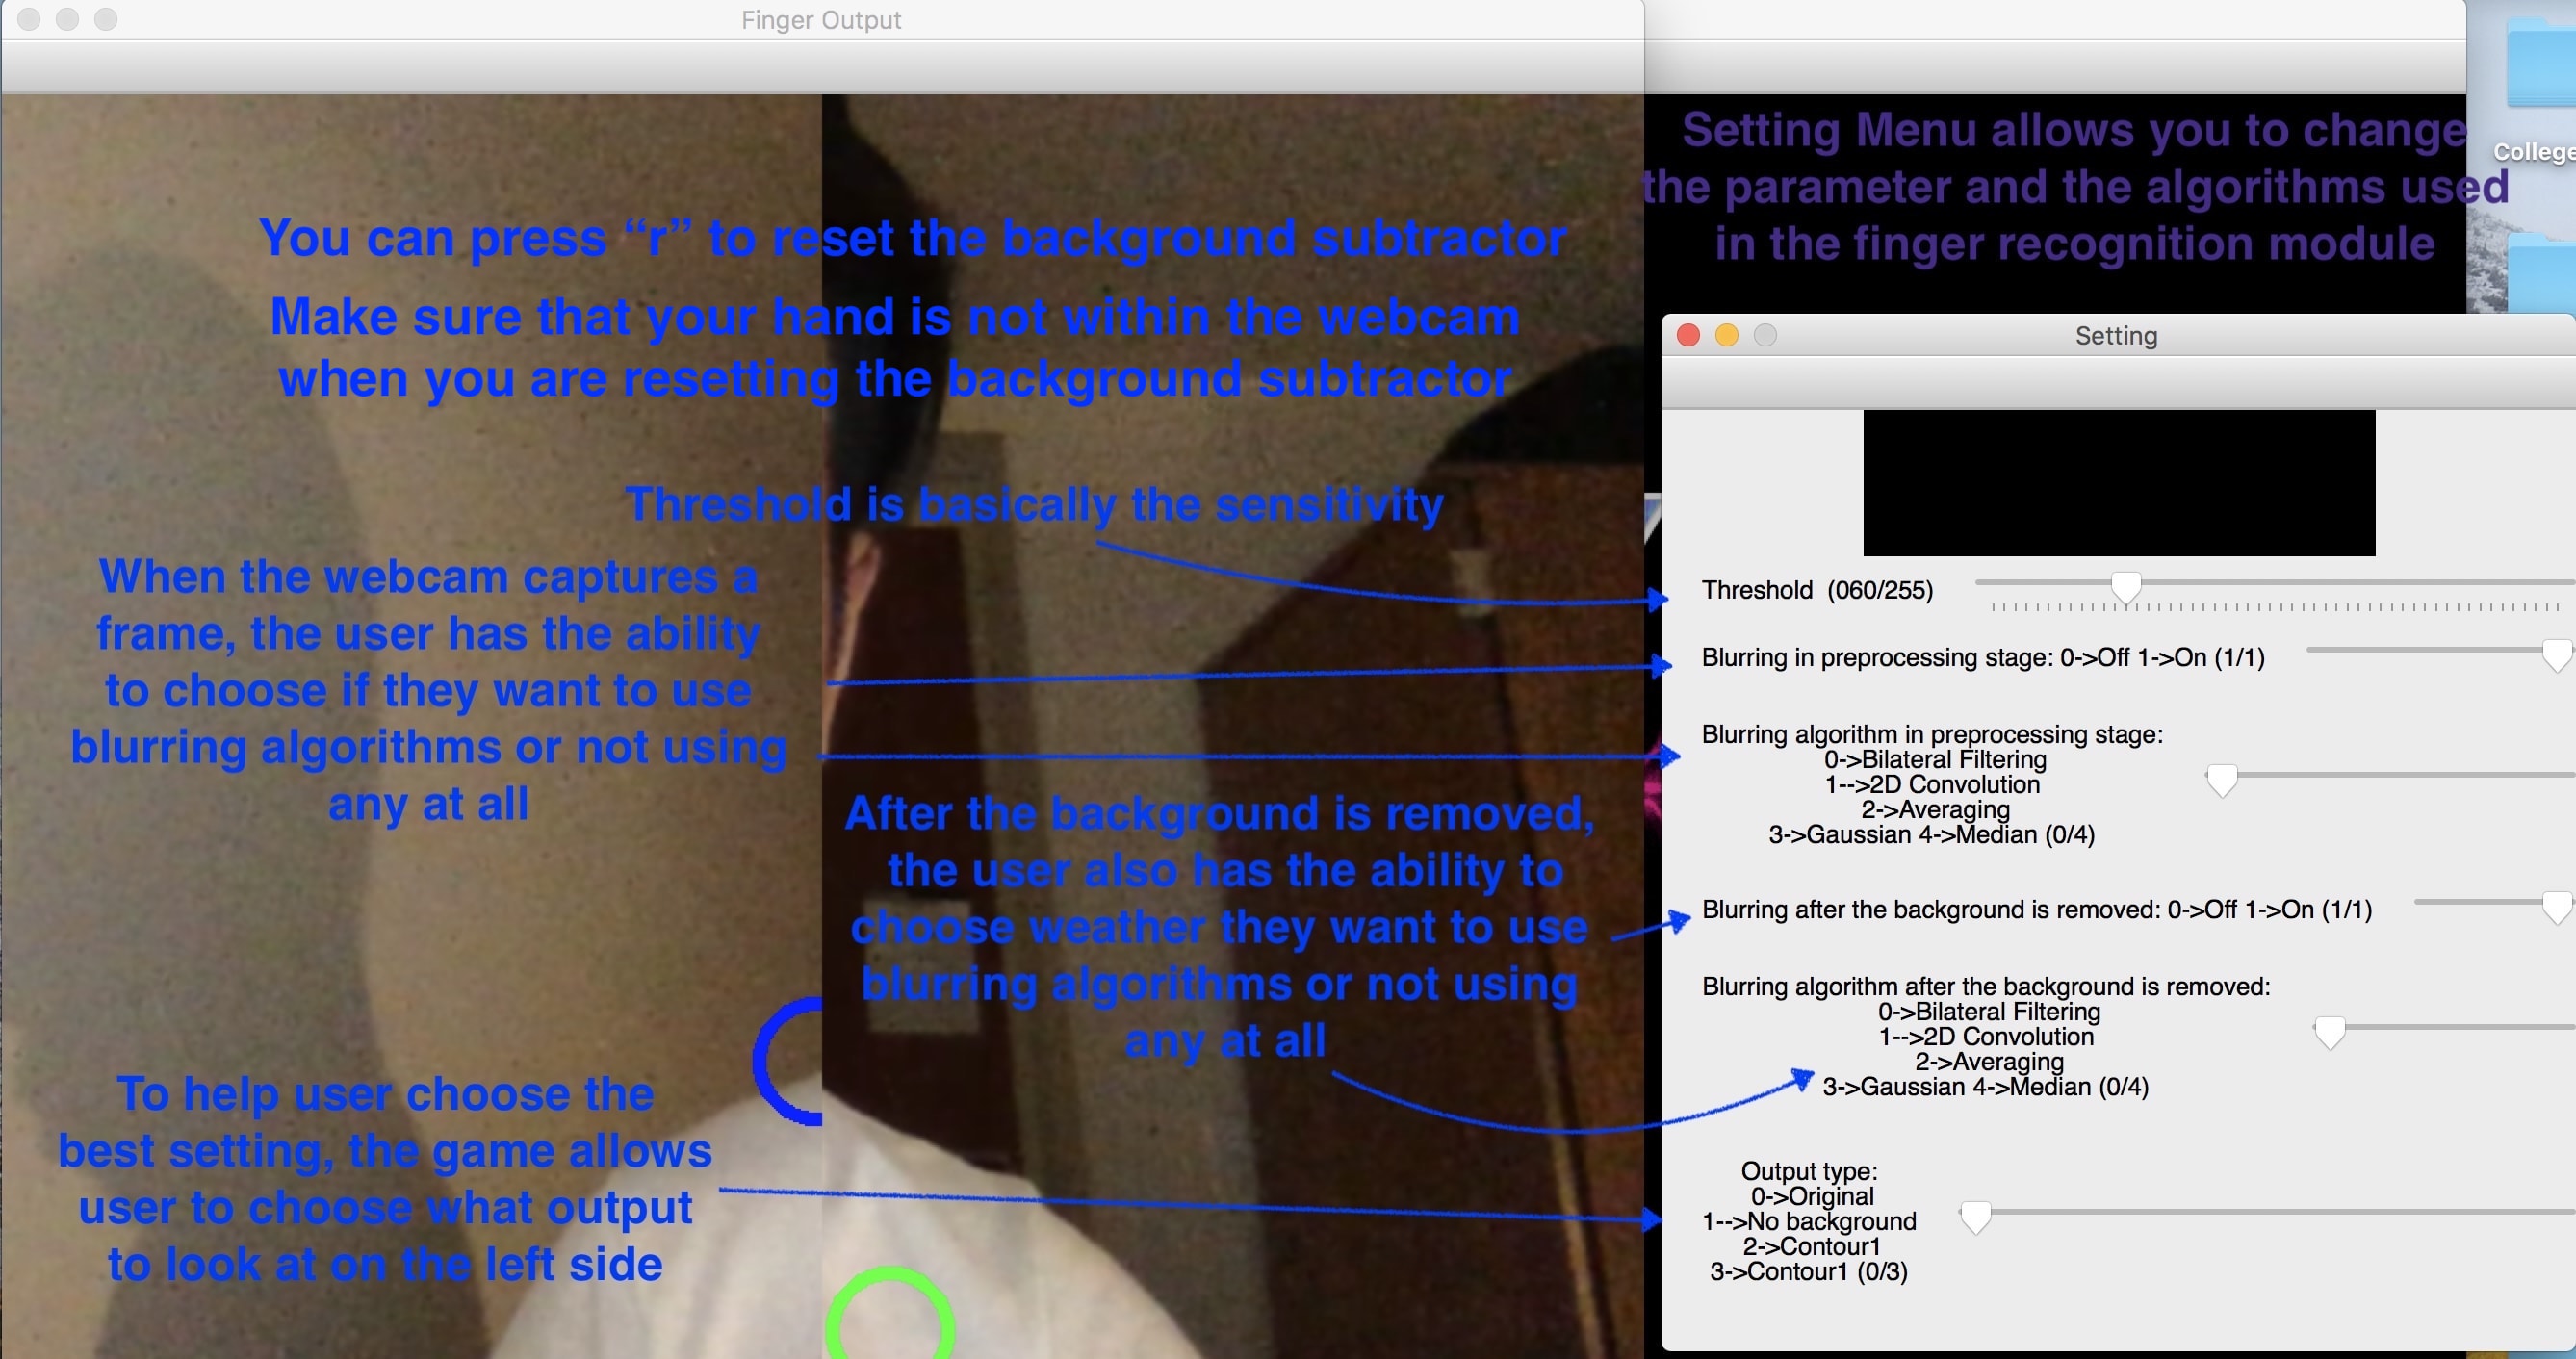 Finger Output
You can press “r” to reset the background subtractor
Make sure that your hand is not within the webcam
when you are resetting the background subtractor
Threshold is basically the sensitivity
When the webcam captures a
frame, the user has the ability
to choose if they want to use
blurring algorithms or not using
any at all
After the background is removed,
the user also has the ability to
choose weather they want to use
blurring algorithms or not using
any at all
To help user choose the
best setting, the game allows
user to choose what output
to look at on the left side
Setting Menu allows you to change
the parameter and the algorithms used
in the finger recognition module
College
Setting
Threshold (060/255)
Blurring in preprocessing stage: 0->Off 1->On (1/1)
Blurring algorithm in preprocessing stage:
0->Bilateral Filtering
1-->2D Convolution
2->Averaging
3->Gaussian 4->Median (0/4)
Blurring after the background is removed: 0->Off 1->On (1/1)
Blurring algorithm after the background is removed:
0->Bilateral Filtering
1-->2D Convolution
2->Averaging
3->Gaussian 4->Median (0/4)
Output type:
0->Original
1-->No background
2->Contour1
3->Contour1 (0/3)